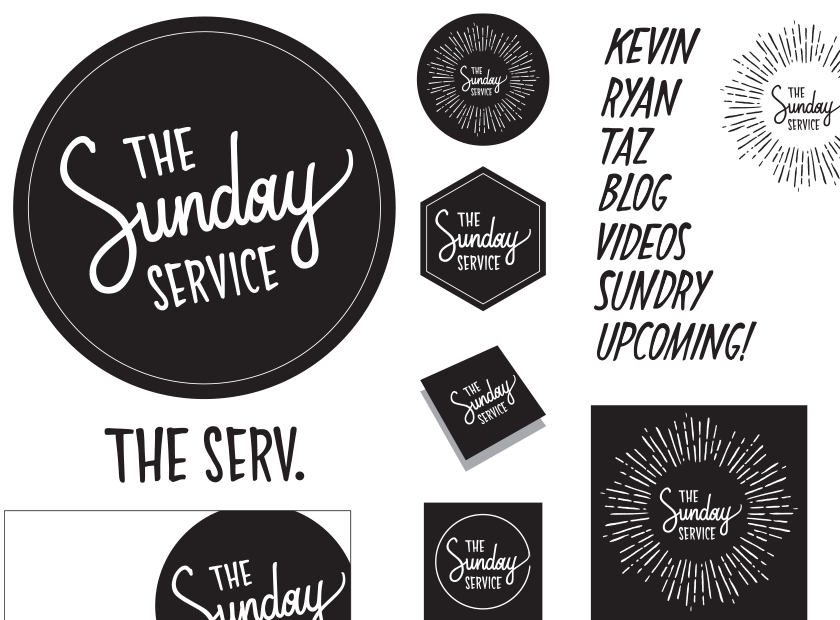 THE
Sunday
SERVICE
THE SERV.
THE
Sunday
THE
Sunday
SERVICE
THE
Sunday
SERVICE
THE
Sunday
SERVICE
THE
Sunday
SERVICE
KEVIN
RYAN
TAZ
BLOG
VIDEOS
SUNDRY
UPCOMING!
THE
Sunday
SERVICE
THE
Sunday
SERVICE